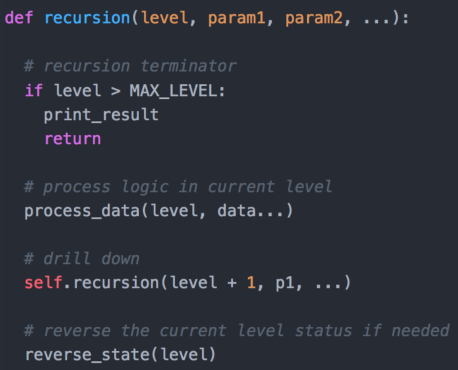 def recursion(level, param1, param2, ...):
# recursion terminator
if level > MAX_LEVEL:
print_result
return
# process logic in current level
process_data(level, data...)
# drill down
self.recursion(level + 1, p1, ...)
# reverse the current level status if needed
reverse_state(level)